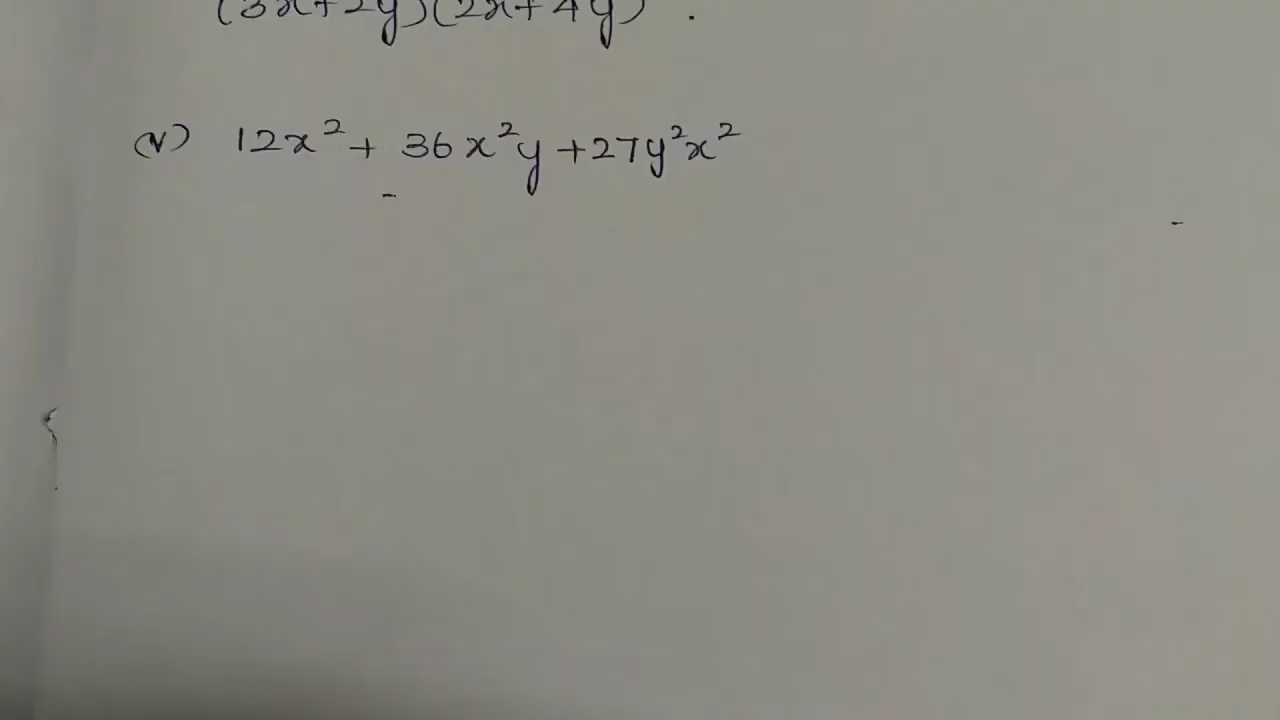 (3x+2y)(2x+4y) .
(v) 12x² + 36x²y +27y²x²